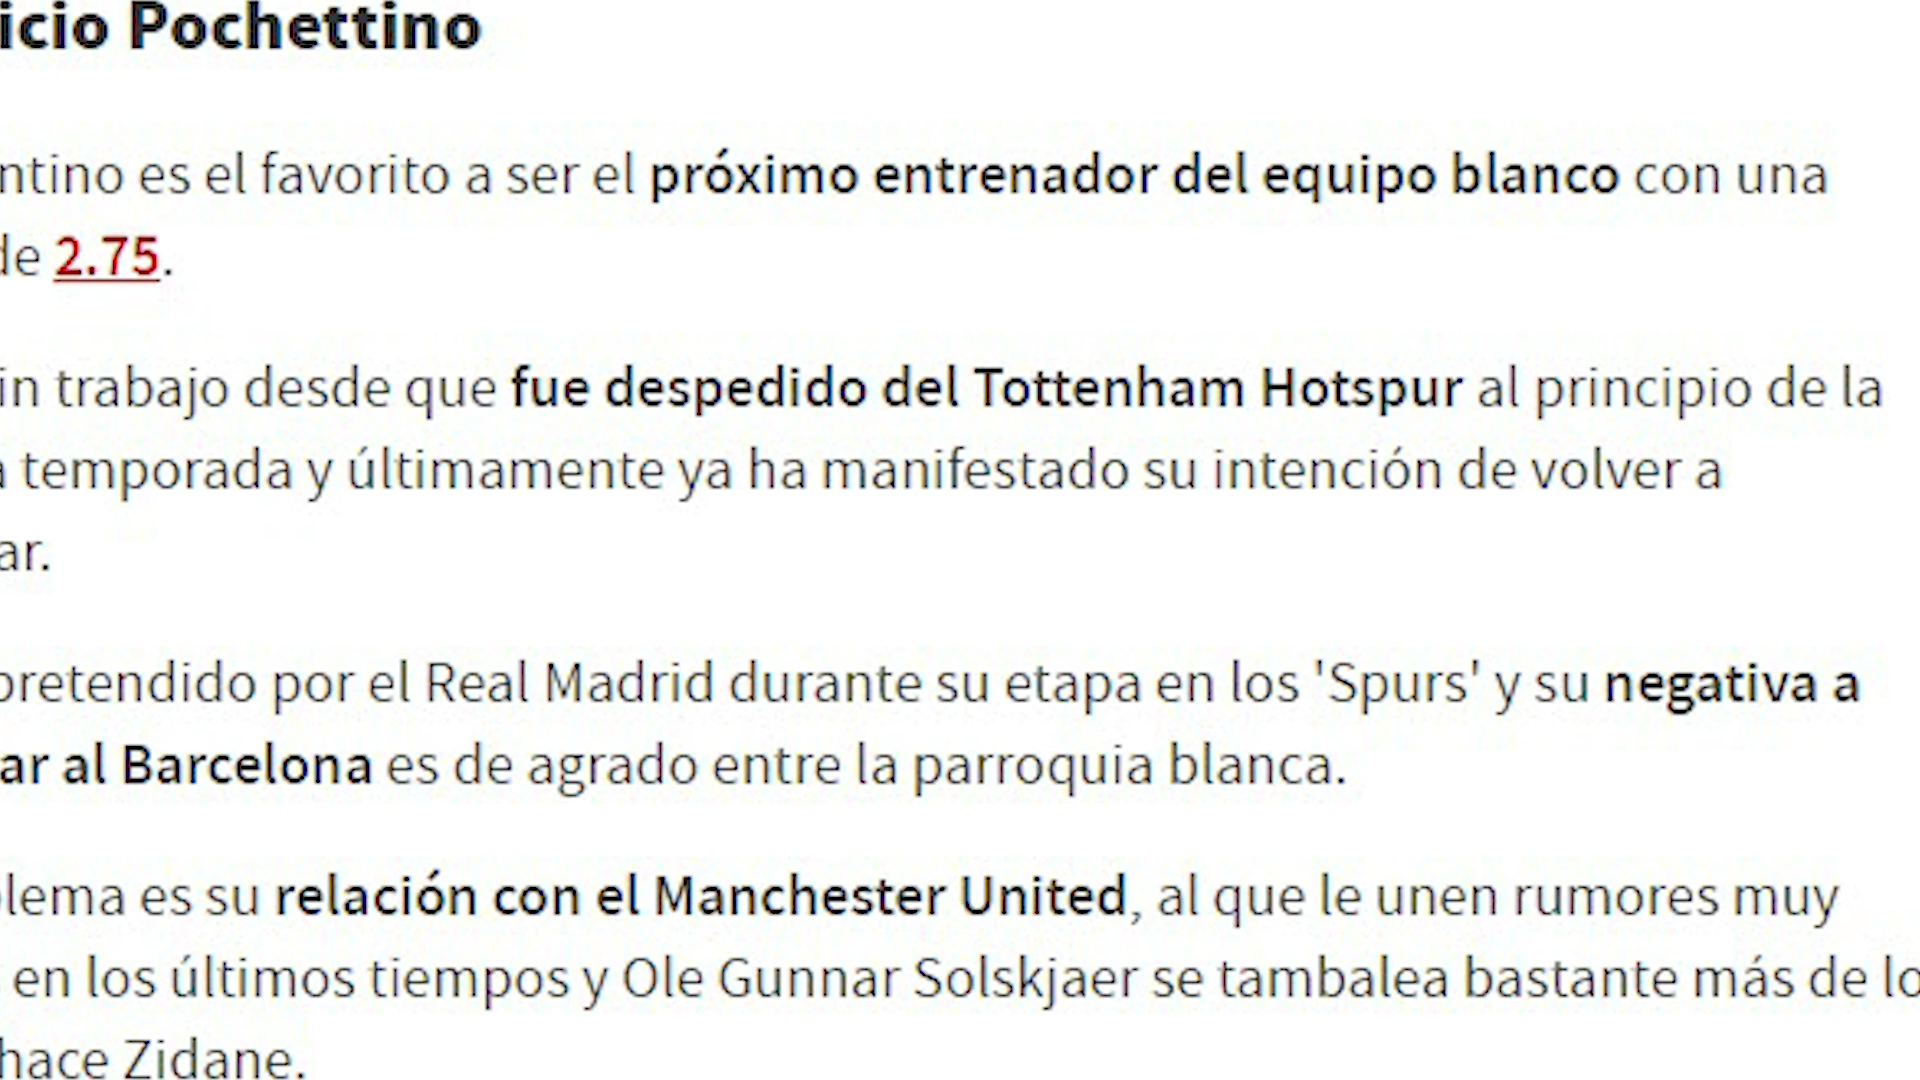 icio Pochettino
ntino es el favorito a ser el próximo entrenador del equipo blanco con una
de 2.75.
in trabajo desde que fue despedido del Tottenham Hotspur al principio de la
a temporada y últimamente ya ha manifestado su intención de volver a
ar.
pretendido por el Real Madrid durante su etapa en los 'Spurs' y su negativa a
ar al Barcelona es de agrado entre la parroquia blanca.
blema es su relación con el Manchester United, al que le unen rumores muy
en los últimos tiempos y Ole Gunnar Solskjaer se tambalea bastante más de lo
hace Zidane.